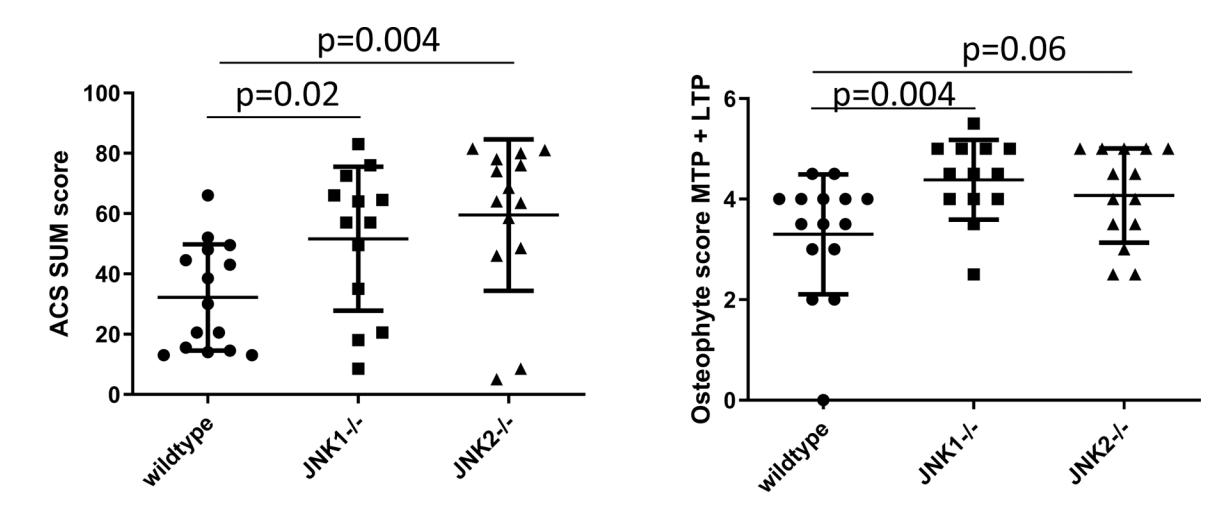 p=0.004
p=0.02
ACS SUM score
100
80
60
40
20
0
wildtype
JNK1-/-
JNK2-/-
p=0.06
p=0.004
Osteophyte score MTP + LTP
6
4
2
0
wildtype
JNK1-/-
JNK2-/-